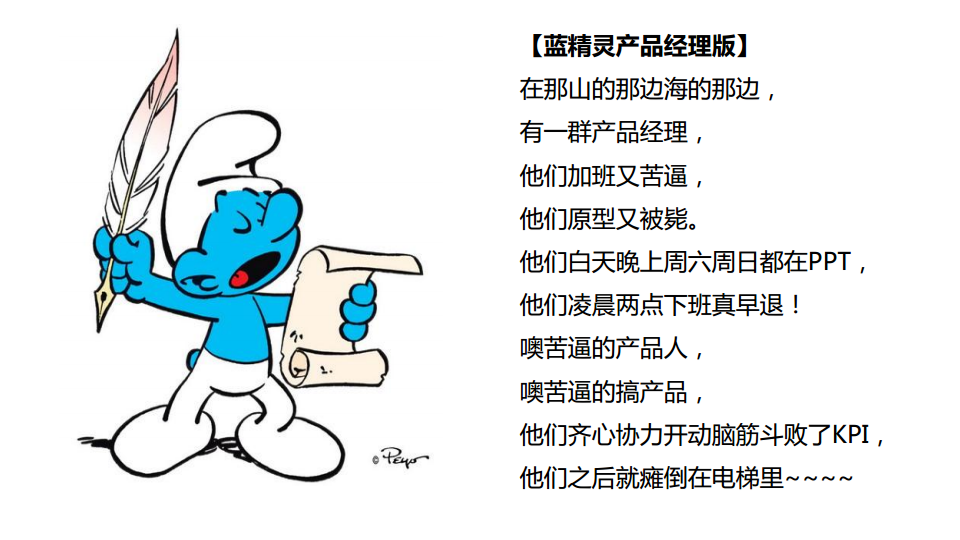 【蓝精灵产品经理版】
在那山的那边海的那边，
有一群产品经理，
他们加班又苦逼，
他们原型又被毙。
他们白天晚上周六周日都在PPT，
他们凌晨两点下班真早退！
噢苦逼的产品人，
噢苦逼的搞产品，
他们齐心协力开动脑筋斗败了KPI，
他们之后就瘫倒在电梯里~~~~
© Peyo